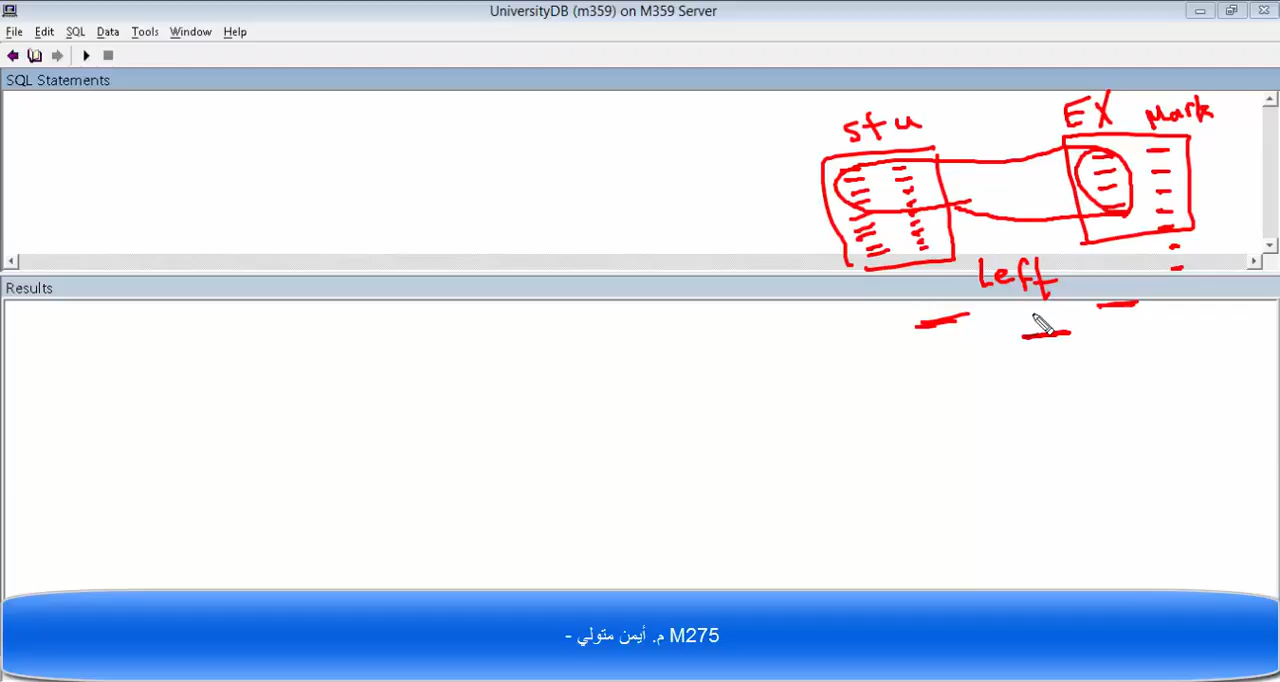 UniversityDB (m359) on M359 Server
File Edit SQL Data Tools Window Help
SQL Statements
stu
EX Mark
Left
Results
M275 م. أيمن متولي -